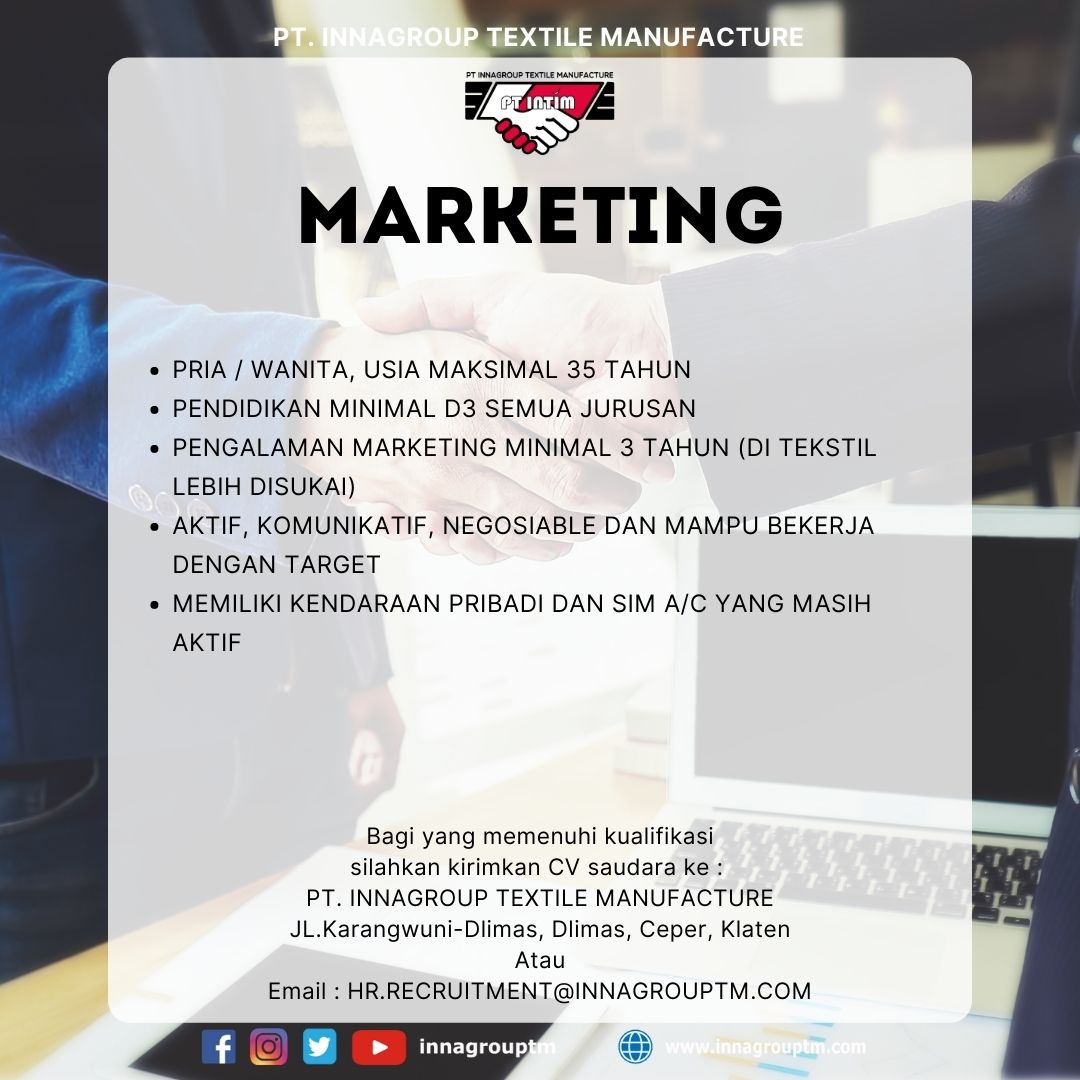 PT. INNAGROUP TEXTILE MANUFACTURE
PT INNAGROUP TEXTILE MANUFACTURE
PT INTIM
MARKETING
• PRIA / WANITA, USIA MAKSIMAL 35 TAHUN
• PENDIDIKAN MINIMAL D3 SEMUA JURUSAN
• PENGALAMAN MARKETING MINIMAL 3 TAHUN (DI TEKSTIL
LEBIH DISUKAI)
• AKTIF, KOMUNIKATIF, NEGOSIABLE DAN MAMPU BEKERJA
DENGAN TARGET
• MEMILIKI KENDARAAN PRIBADI DAN SIM A/C YANG MASIH
AKTIF
Bagi yang memenuhi kualifikasi
silahkan kirimkan CV saudara ke :
PT. INNAGROUP TEXTILE MANUFACTURE
JL.Karangwuni-Dlimas, Dlimas, Ceper, Klaten
Atau
Email : HR.RECRUITMENT@INNAGROUPTM.COM
innagrouptm www.innagrouptm.com